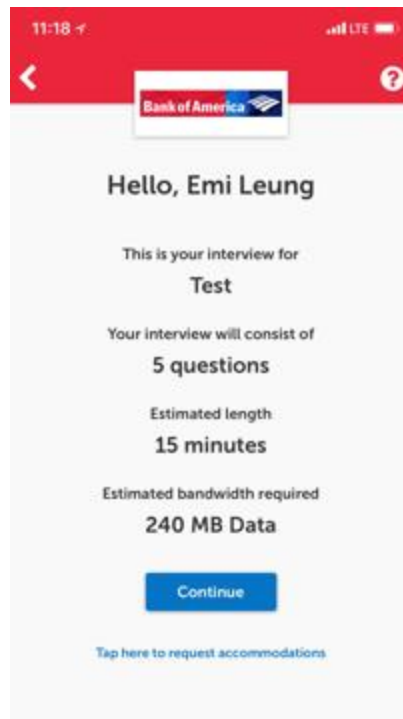 11:18
LTE
?
Bank of America
Hello, Emi Leung
This is your interview for
Test
Your interview will consist of
5 questions
Estimated length
15 minutes
Estimated bandwidth required
240 MB Data
Continue
Tap here to request accommodations